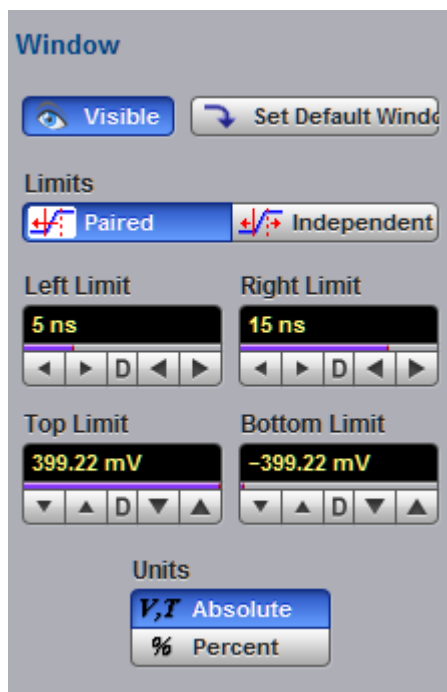 Window
Visible
Set Default Windo
Limits
Paired
Independent
Left Limit
Right Limit
5 ns
15 ns
D
D
Top Limit
Bottom Limit
399.22 mV
−399.22 mV
D
D
Units
V,T Absolute
% Percent